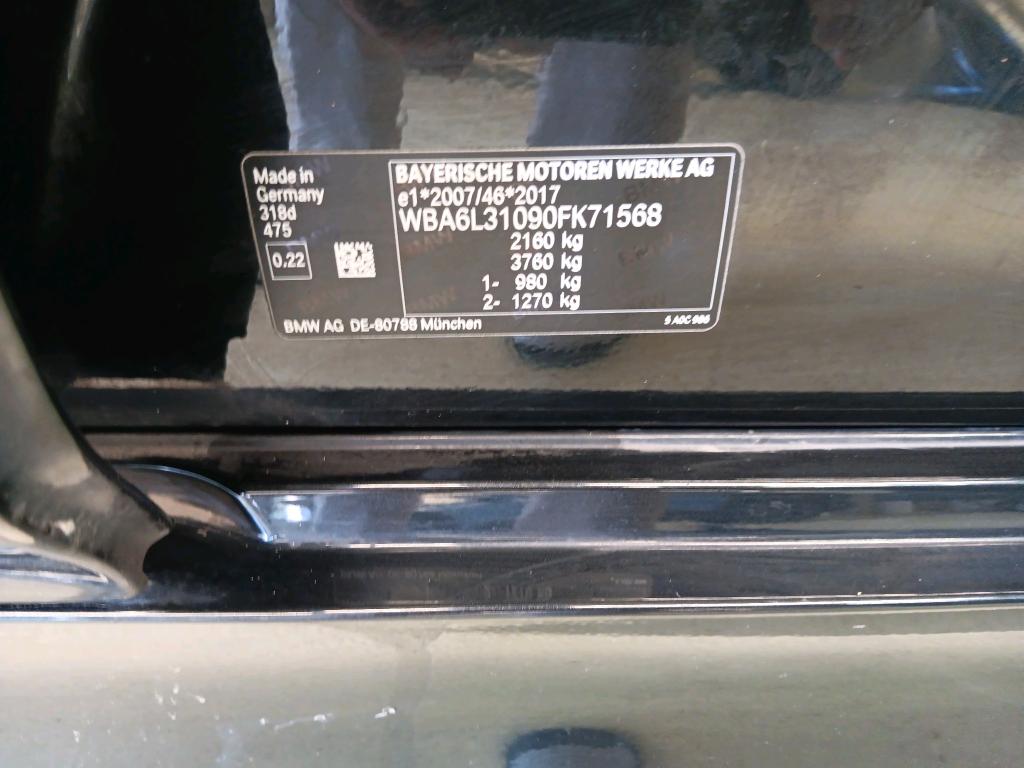 Made in
Germany
318d
475
0.22
BAYERISCHE MOTOREN WERKE AG
e1*2007/46*2017
WBA6L31090FK71568
2160 kg
3760 kg
1- 980 kg
2- 1270 kg
BMW AG DE-80788 München